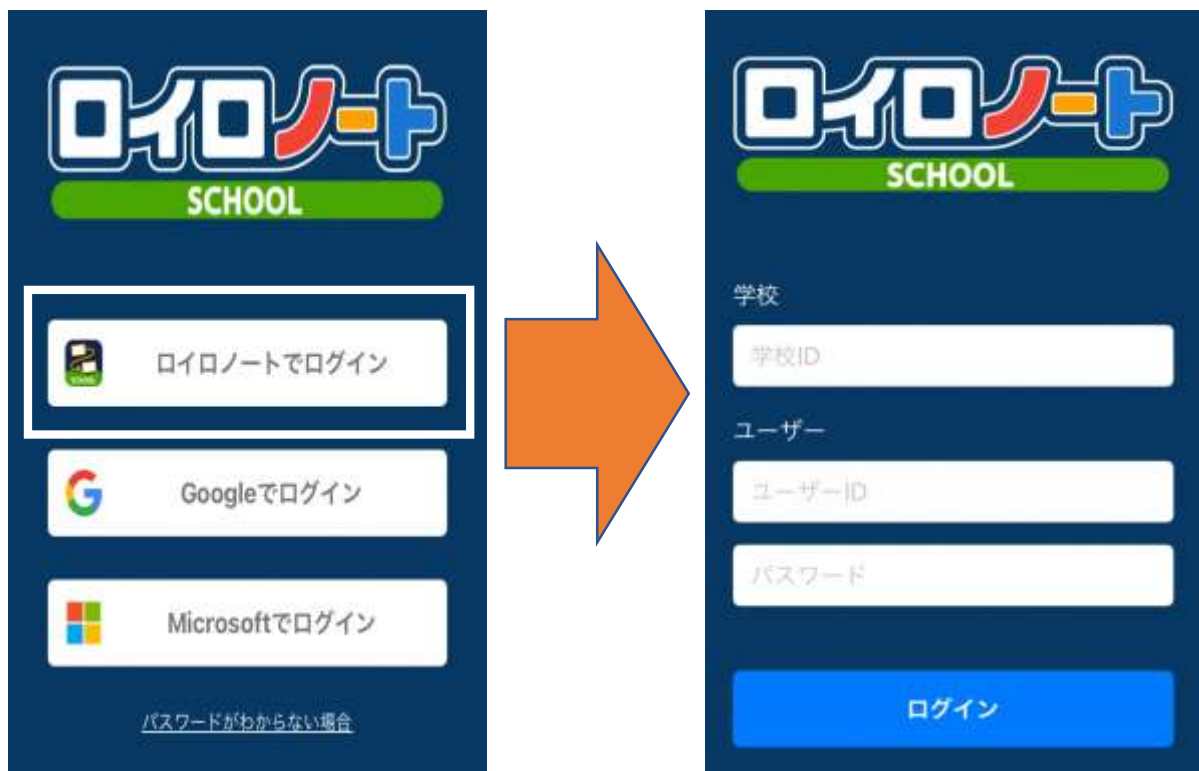 ロイロノート
SCHOOL
ロイロノートでログイン
Googleでログイン
Microsoftでログイン
パスワードがわからない場合
ロイロノート
SCHOOL
学校
学校ID
ユーザー
ユーザーID
パスワード
ログイン